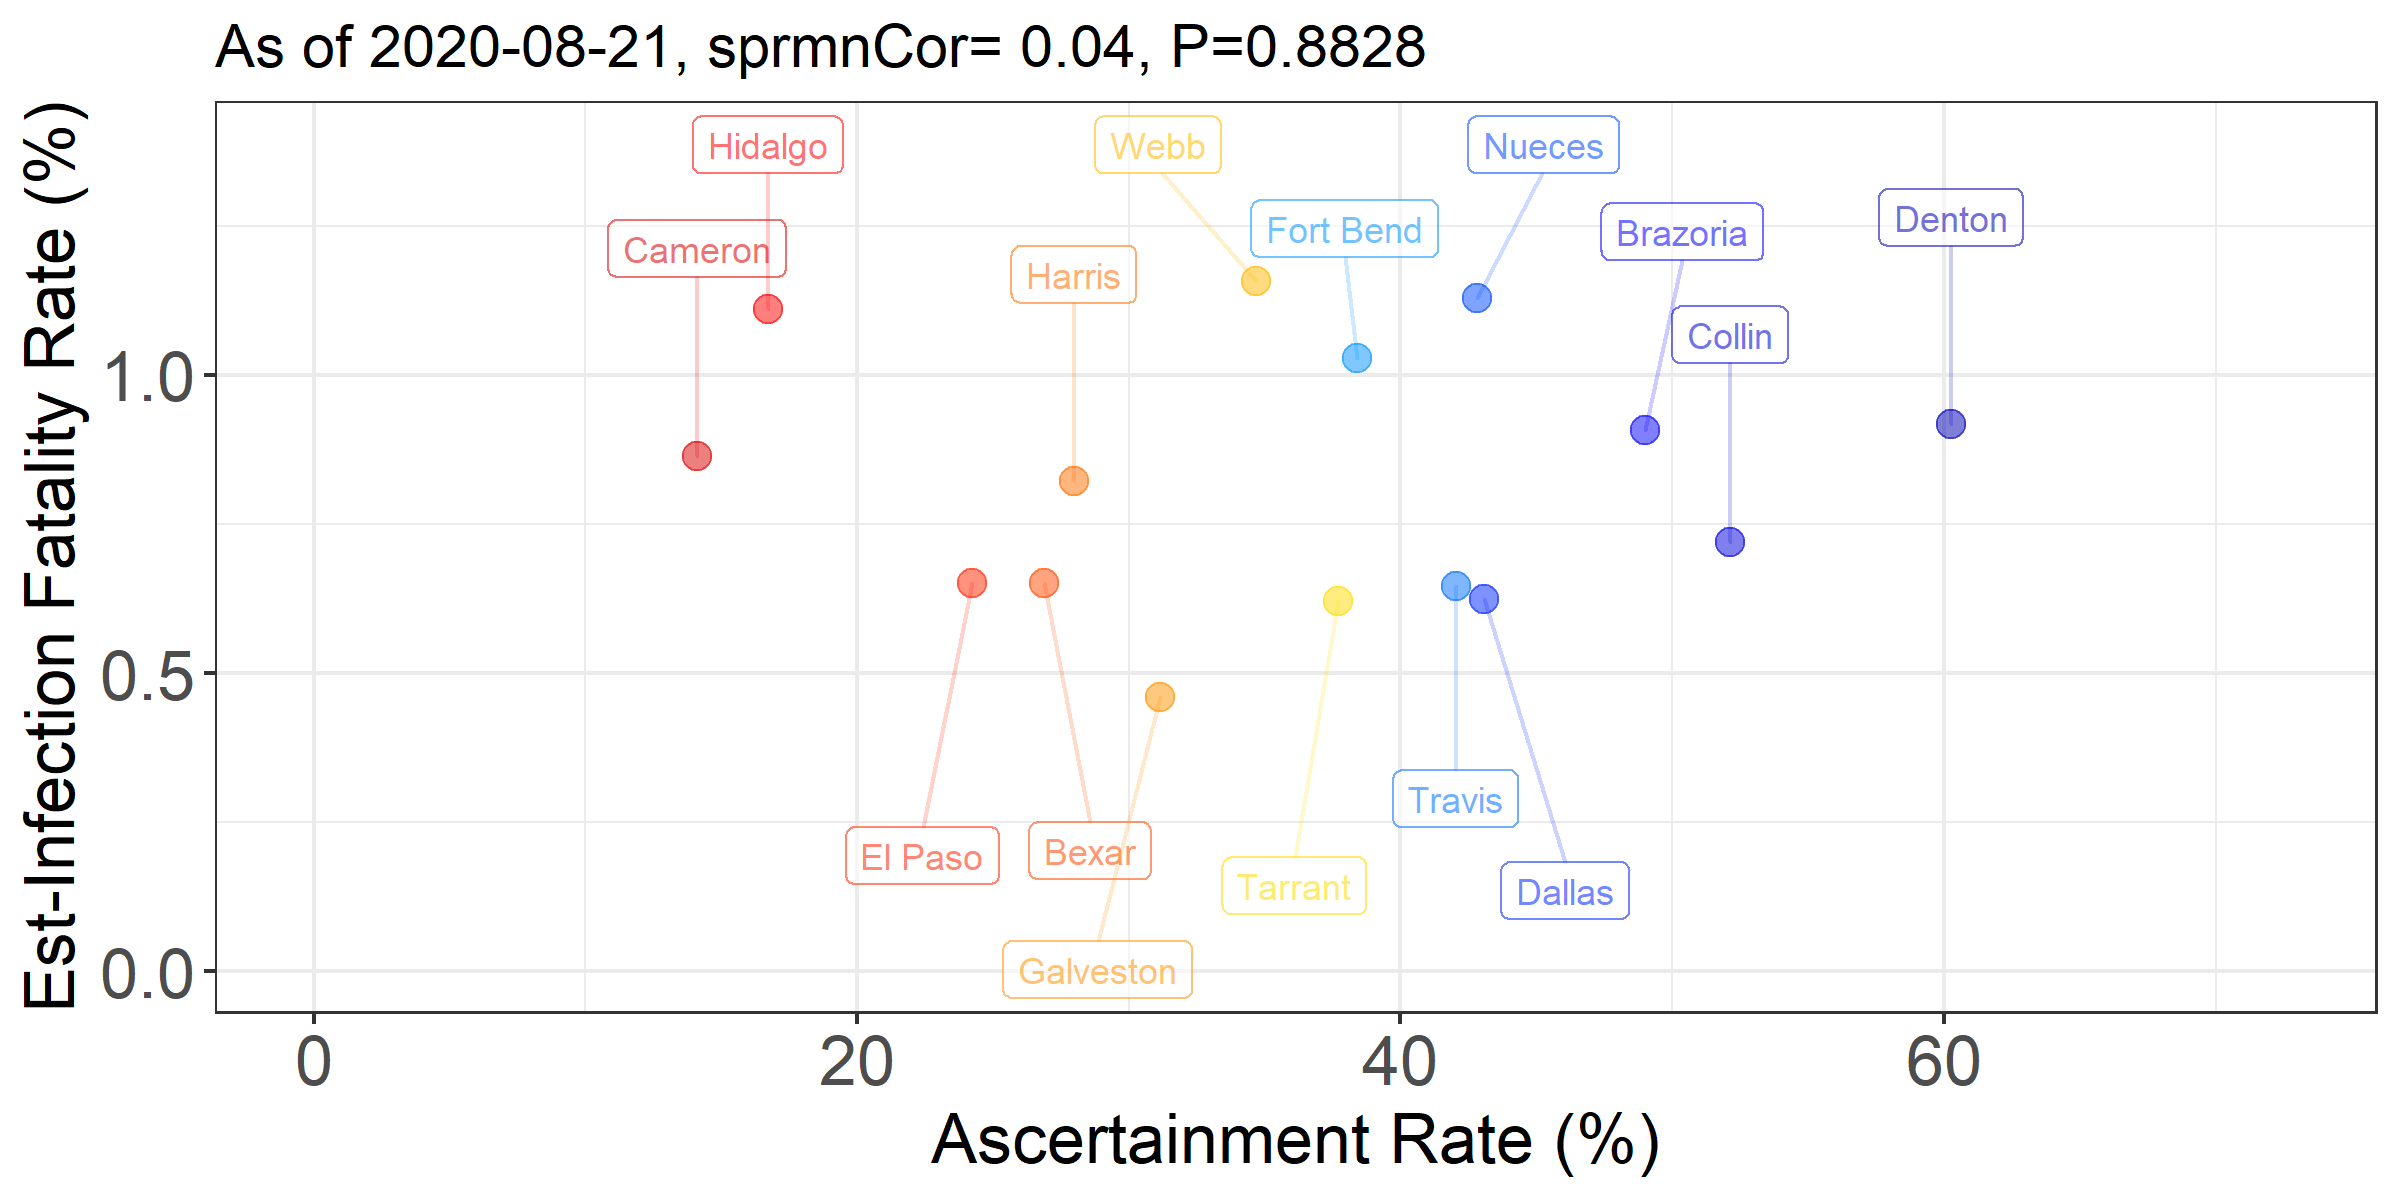 As of 2020-08-21, sprmnCor= 0.04, P=0.8828
Est-Infection Fatality Rate (%)
1.0
0.5
0.0
Hidalgo
Webb
Nueces
Cameron
Harris
Fort Bend
Brazoria
Denton
Collin
El Paso
Bexar
Galveston
Tarrant
Travis
Dallas
0 20 40 60
Ascertainment Rate (%)